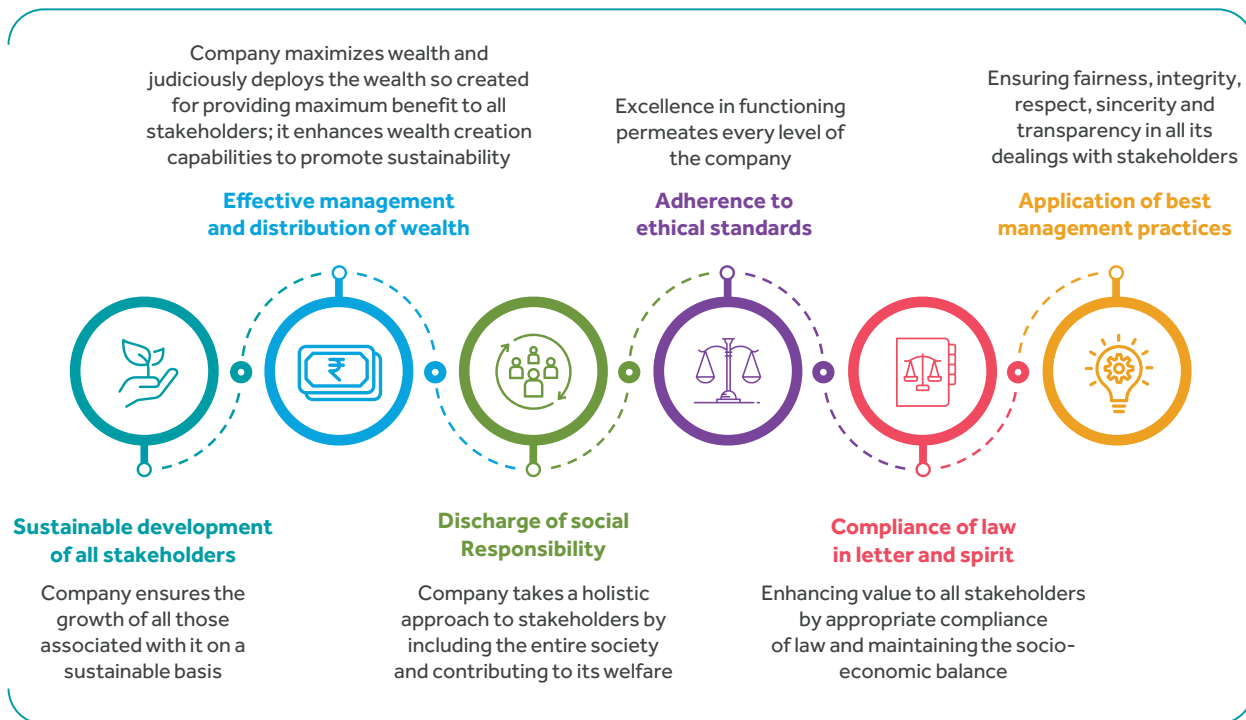 Company maximizes wealth and
judiciously deploys the wealth so created
for providing maximum benefit to all
stakeholders; it enhances wealth creation
capabilities to promote sustainability
Effective management
and distribution of wealth
Excellence in functioning
permeates every level of
the company
Adherence to
ethical standards
Ensuring fairness, integrity,
respect, sincerity and
transparency in all its
dealings with stakeholders
Application of best
management practices
₹
Sustainable development
of all stakeholders
Company ensures the
growth of all those
associated with it on a
sustainable basis
Discharge of social
Responsibility
Company takes a holistic
approach to stakeholders by
including the entire society
and contributing to its welfare
Compliance of law
in letter and spirit
Enhancing value to all stakeholders
by appropriate compliance
of law and maintaining the socio-
economic balance